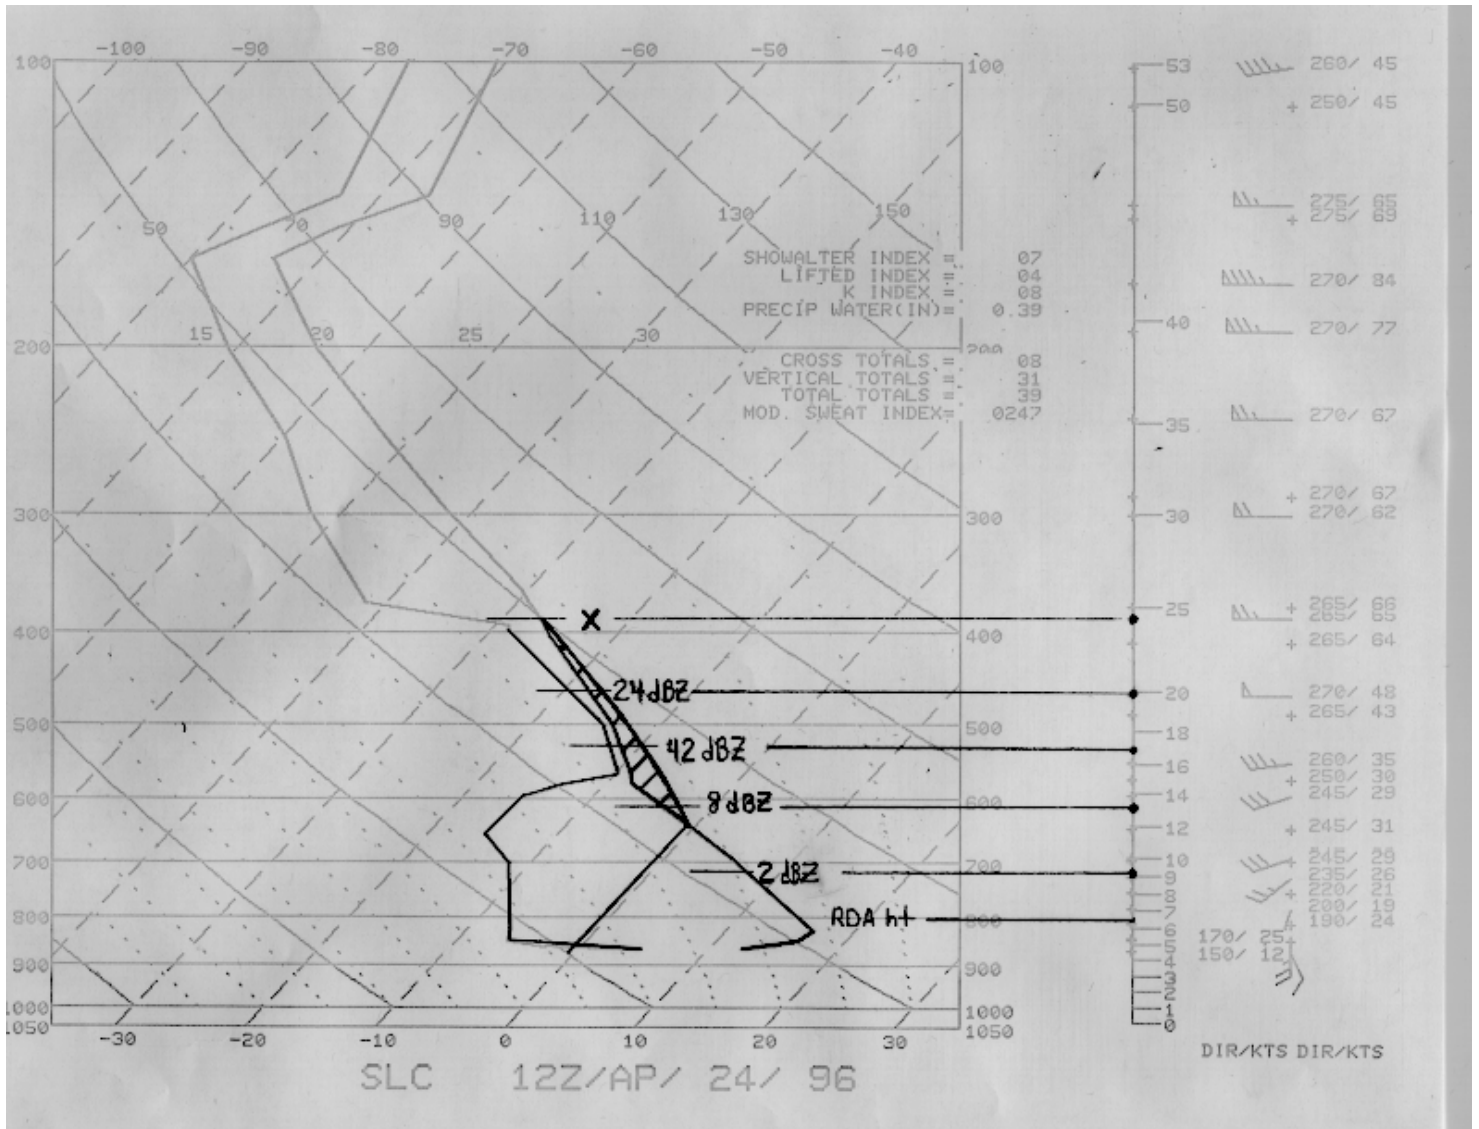 -100 -90 -80 -70 -60 -50 -40
100 100 53 260/ 45
50 250/ 45
50 70 90 110 130 150 275/ 65
275/ 69
SHOWALTER INDEX = 07
LIFTED INDEX = 04
K INDEX = 08 270/ 84
PRECIP WATER(IN)= 0.39
15 20 25 30 40 270/ 77
200 200
CROSS TOTALS = 08
VERTICAL TOTALS = 31
TOTAL TOTALS = 39
MOD. SWEAT INDEX= 0247 35 270/ 67
270/ 67
300 300 30 270/ 62
X 25 265/ 66
265/ 65
400 400 265/ 64
24 dBZ 20 270/ 48
265/ 43
500 500 18
42 dBZ 16 260/ 35
250/ 30
600 8 dBZ 600 14 245/ 29
12 245/ 31
700 700 10 245/ 29
2 dBZ 9 235/ 26
8 220/ 21
7 200/ 19
800 RDA ht 800 190/ 24
6 170/ 25
5 150/ 12
900 900 4
3
2
1000 1000 1
1050 1050 0
-30 -20 -10 0 10 20 30
DIR/KTS DIR/KTS
SLC 12Z/AP/ 24/ 96